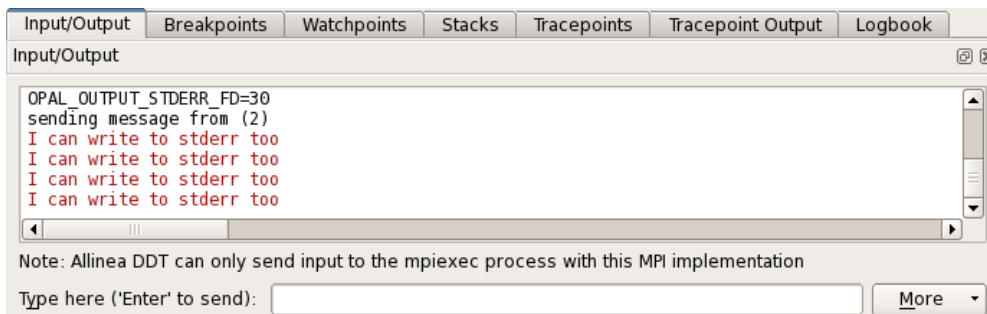 Input/Output Breakpoints Watchpoints Stacks Tracepoints Tracepoint Output Logbook
Input/Output
OPAL_OUTPUT_STDERR_FD=30
sending message from (2)
I can write to stderr too
I can write to stderr too
I can write to stderr too
I can write to stderr too
Note: Allinea DDT can only send input to the mpiexec process with this MPI implementation
Type here ('Enter' to send): More